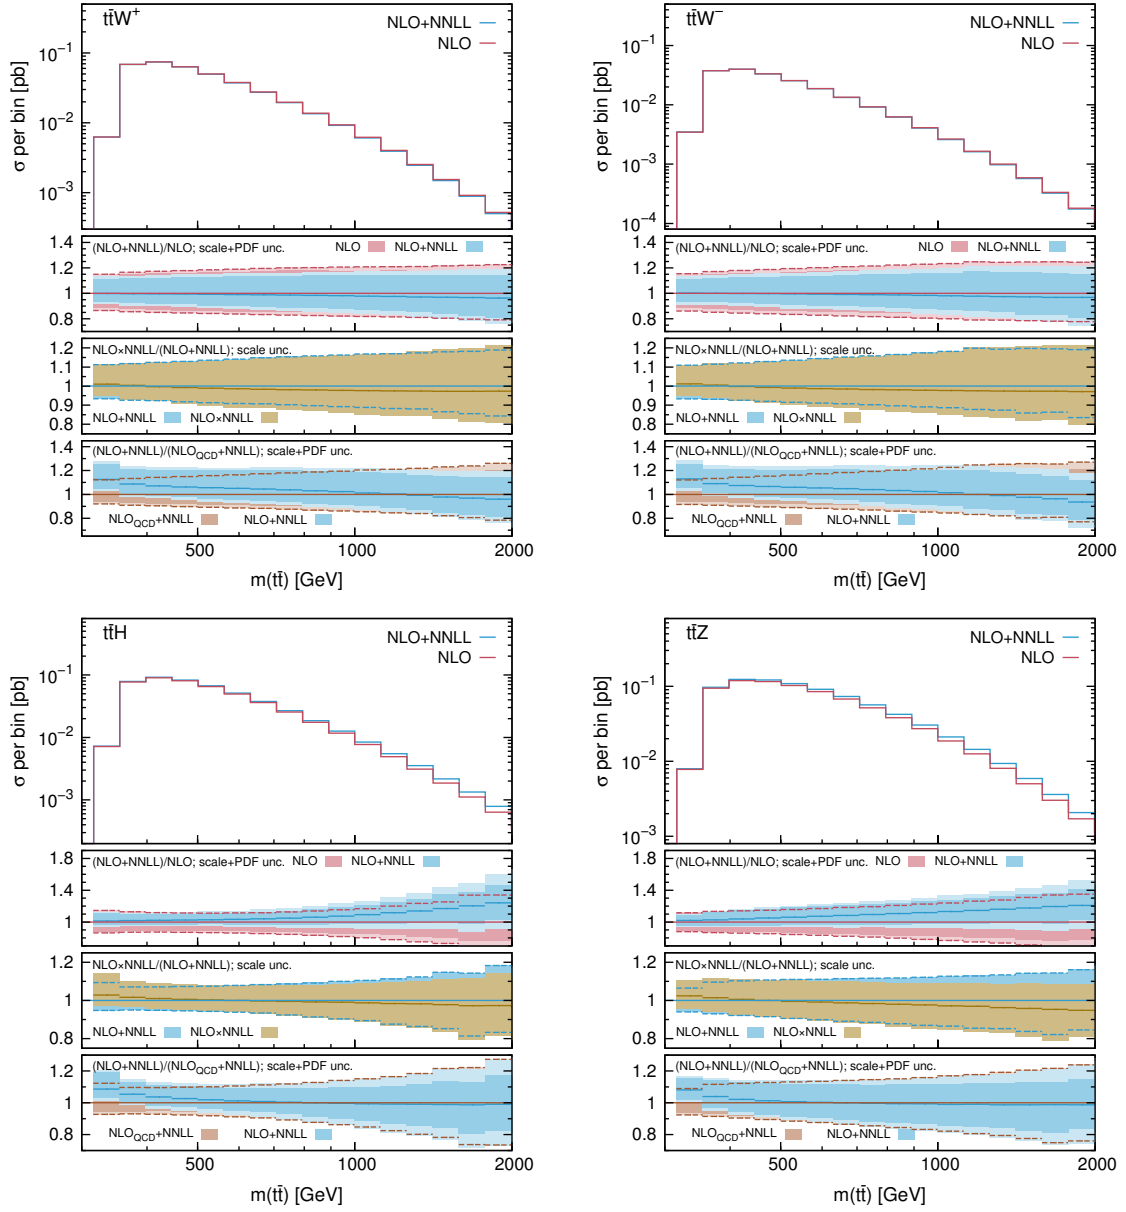 tt̄W⁺
NLO+NNLL
NLO
σ per bin [pb]
10⁻¹
10⁻²
10⁻³
(NLO+NNLL)/NLO; scale+PDF unc. NLO NLO+NNLL
1.4
1.2
1
0.8
NLO×NNLL/(NLO+NNLL); scale unc.
1.2
1.1
1
0.9
0.8
NLO+NNLL NLO×NNLL
(NLO+NNLL)/(NLO_QCD+NNLL); scale+PDF unc.
1.4
1.2
1
0.8
NLO_QCD+NNLL NLO+NNLL
500 1000 2000
m(tt̄) [GeV]
tt̄W⁻
NLO+NNLL
NLO
σ per bin [pb]
10⁻¹
10⁻²
10⁻³
10⁻⁴
(NLO+NNLL)/NLO; scale+PDF unc. NLO NLO+NNLL
1.4
1.2
1
0.8
NLO×NNLL/(NLO+NNLL); scale unc.
1.2
1.1
1
0.9
0.8
NLO+NNLL NLO×NNLL
(NLO+NNLL)/(NLO_QCD+NNLL); scale+PDF unc.
1.4
1.2
1
0.8
NLO_QCD+NNLL NLO+NNLL
500 1000 2000
m(tt̄) [GeV]
tt̄H
NLO+NNLL
NLO
σ per bin [pb]
10⁻¹
10⁻²
10⁻³
(NLO+NNLL)/NLO; scale+PDF unc. NLO NLO+NNLL
1.8
1.4
1
NLO×NNLL/(NLO+NNLL); scale unc.
1.2
1
0.8
NLO+NNLL NLO×NNLL
(NLO+NNLL)/(NLO_QCD+NNLL); scale+PDF unc.
1.2
1
0.8
NLO_QCD+NNLL NLO+NNLL
500 1000 2000
m(tt̄) [GeV]
tt̄Z
NLO+NNLL
NLO
σ per bin [pb]
10⁻¹
10⁻²
10⁻³
(NLO+NNLL)/NLO; scale+PDF unc. NLO NLO+NNLL
1.8
1.4
1
NLO×NNLL/(NLO+NNLL); scale unc.
1.2
1
0.8
NLO+NNLL NLO×NNLL
(NLO+NNLL)/(NLO_QCD+NNLL); scale+PDF unc.
1.2
1
0.8
NLO_QCD+NNLL NLO+NNLL
500 1000 2000
m(tt̄) [GeV]